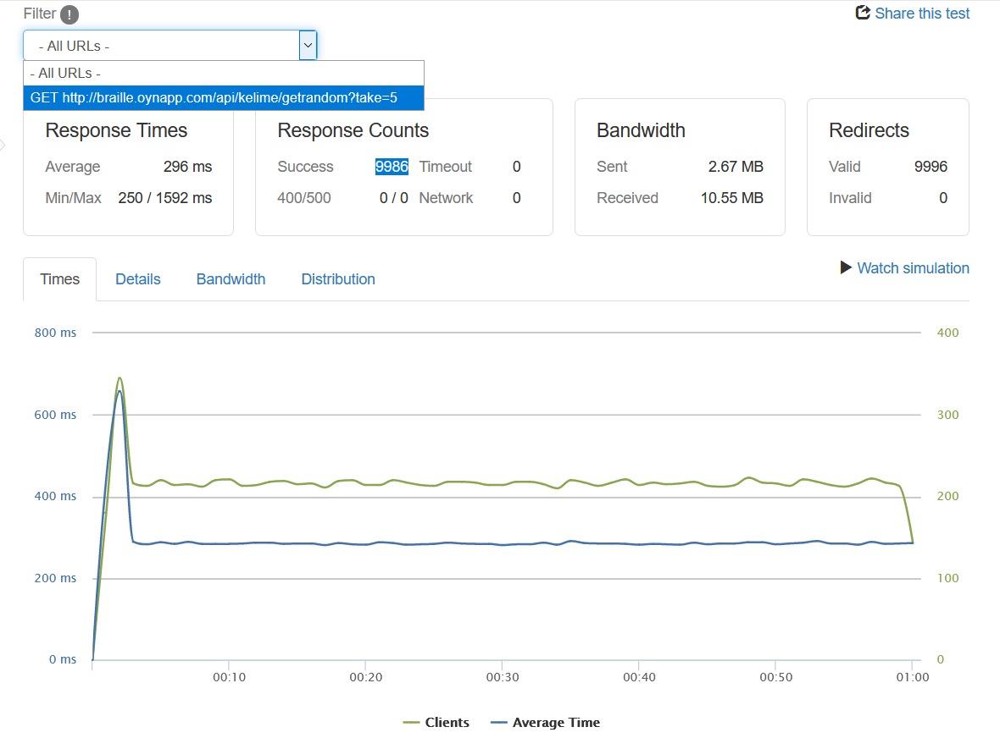 Filter !
Share this test
- All URLs -
- All URLs -
GET http://braille.oynapp.com/api/kelime/getrandom?take=5
Response Times
Average 296 ms
Min/Max 250 / 1592 ms
Response Counts
Success 9986 Timeout 0
400/500 0 / 0 Network 0
Bandwidth
Sent 2.67 MB
Received 10.55 MB
Redirects
Valid 9996
Invalid 0
Times Details Bandwidth Distribution
Watch simulation
800 ms 400
600 ms 300
400 ms 200
200 ms 100
0 ms 0
00:10 00:20 00:30 00:40 00:50 01:00
Clients Average Time